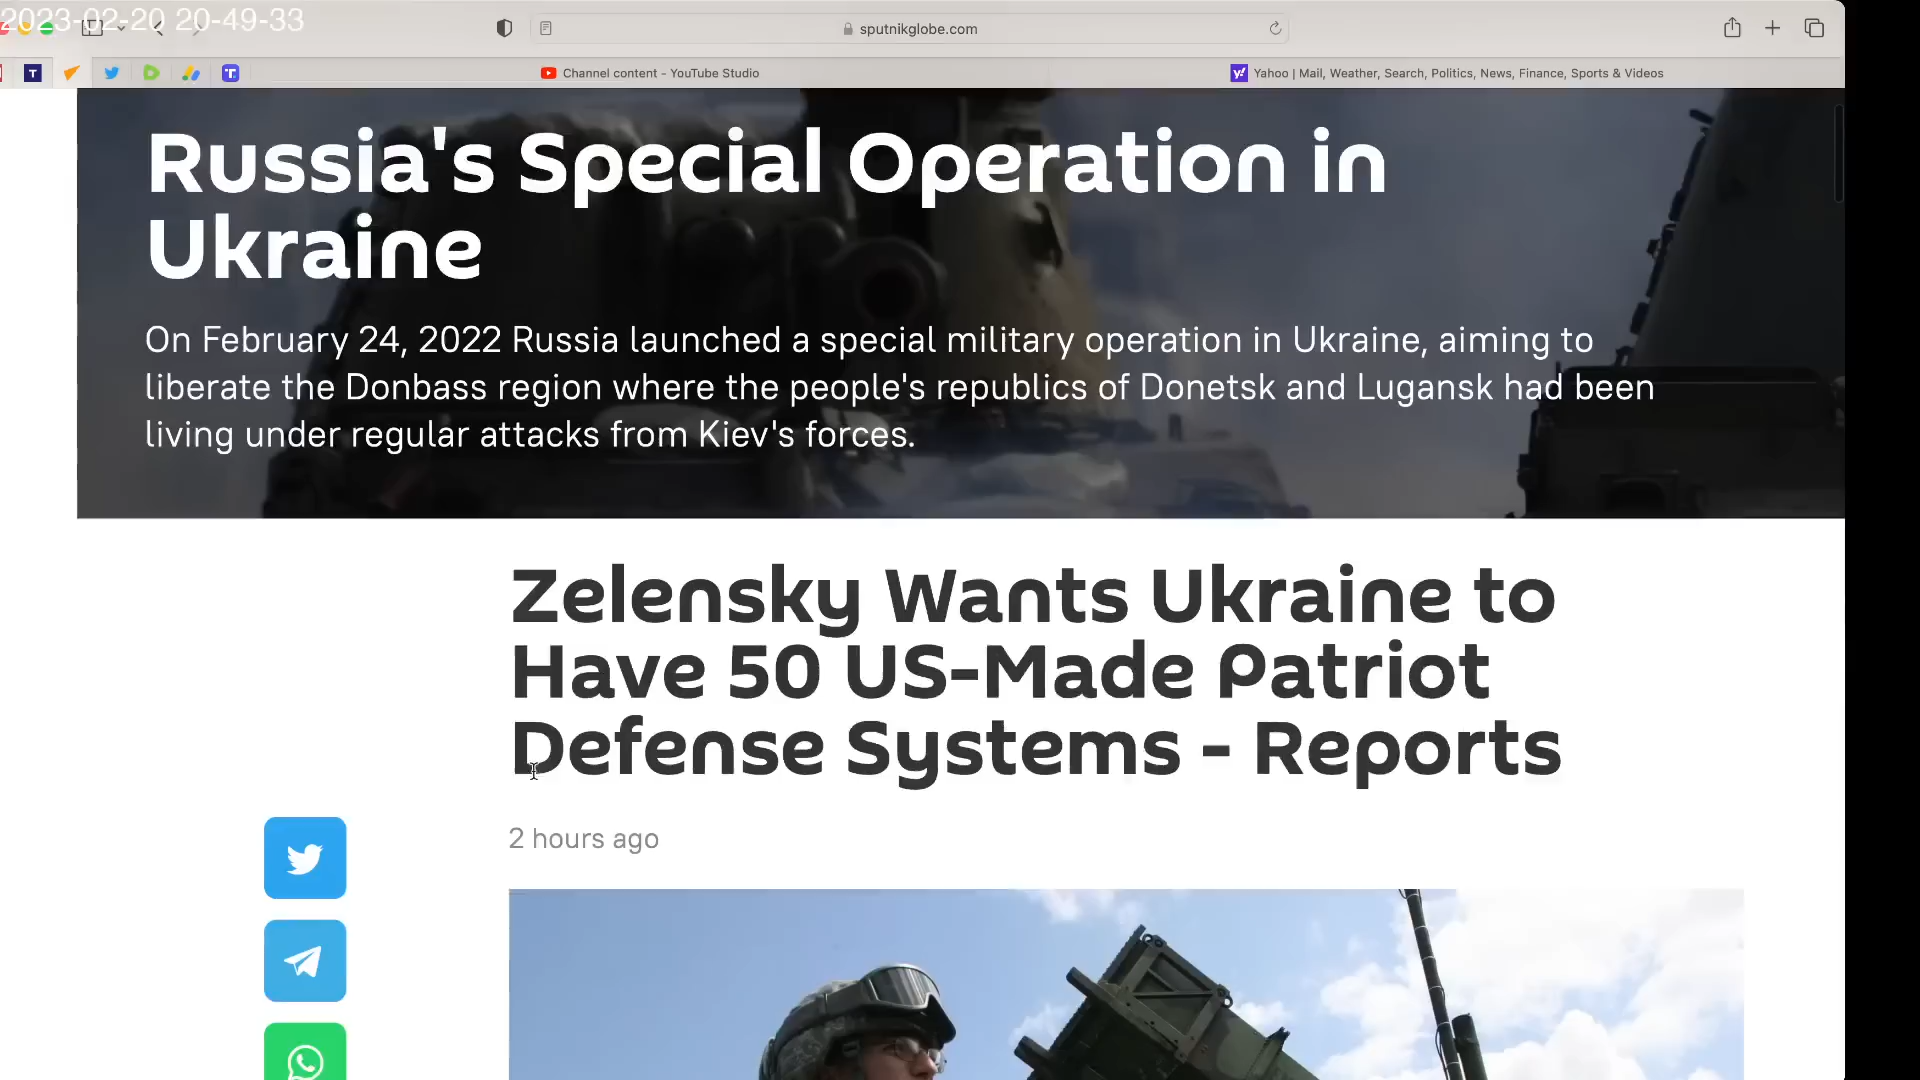 2023-02-20 20-49-33
sputnikglobe.com
T
T
Channel content - YouTube Studio
y! Yahoo | Mail, Weather, Search, Politics, News, Finance, Sports & Videos
Russia's Special Operation in
Ukraine
On February 24, 2022 Russia launched a special military operation in Ukraine, aiming to
liberate the Donbass region where the people's republics of Donetsk and Lugansk had been
living under regular attacks from Kiev's forces.
Zelensky Wants Ukraine to
Have 50 US-Made Patriot
Defense Systems - Reports
2 hours ago